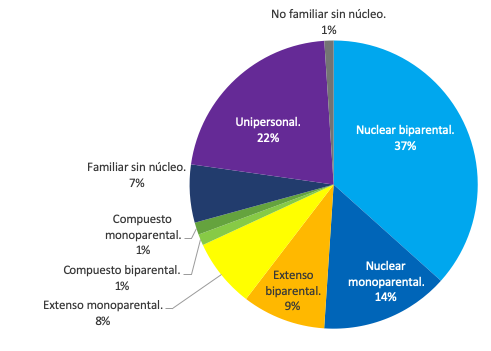 No familiar sin núcleo.
1%
Nuclear biparental.
37%
Nuclear
monoparental.
14%
Extenso
biparental.
9%
Extenso monoparental.
8%
Compuesto biparental.
1%
Compuesto
monoparental.
1%
Familiar sin núcleo.
7%
Unipersonal.
22%